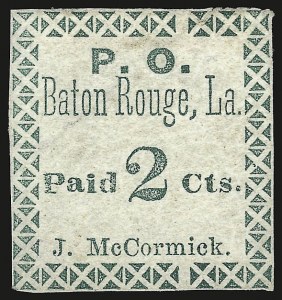 P. O.
Baton Rouge, La.
Paid 2 Cts.
J. McCormick.